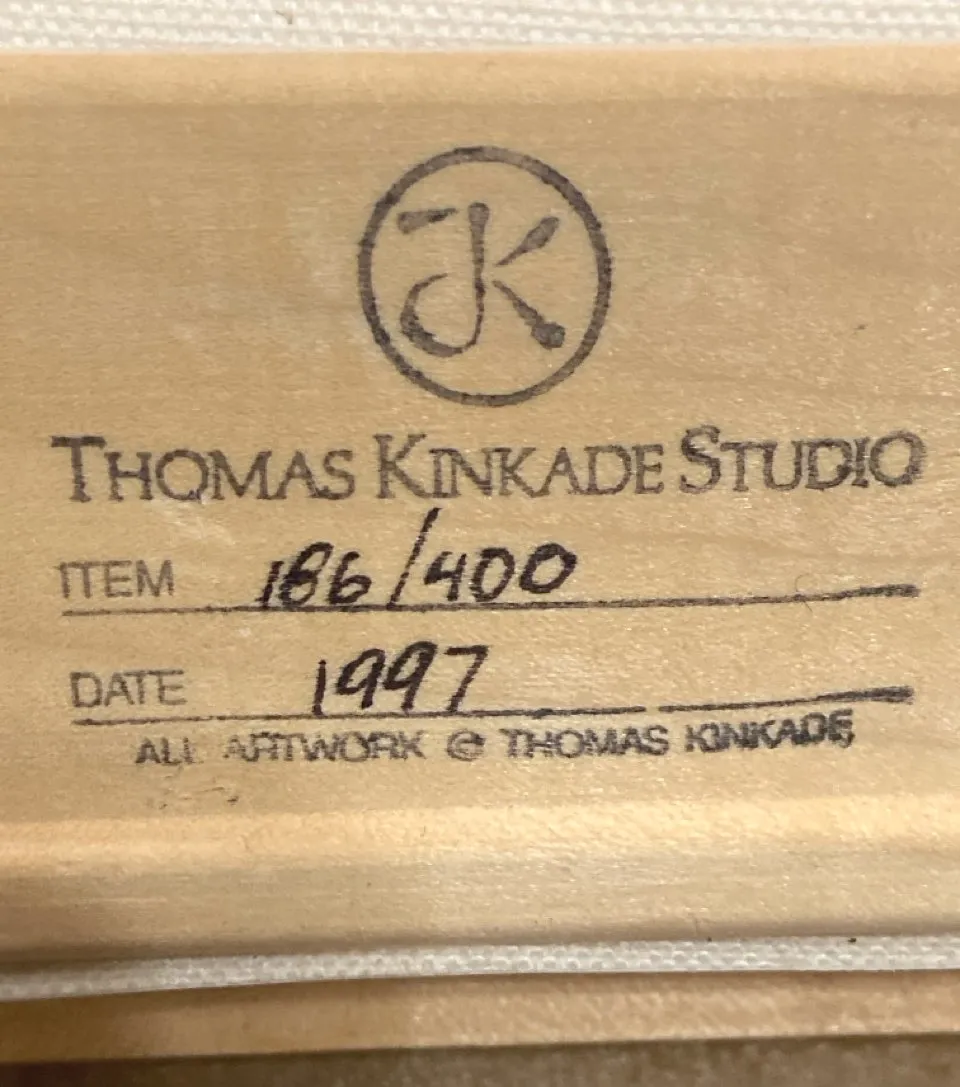 TK
THOMAS KINKADE STUDIO
ITEM 186/400
DATE 1997
ALL ARTWORK © THOMAS KINKADE